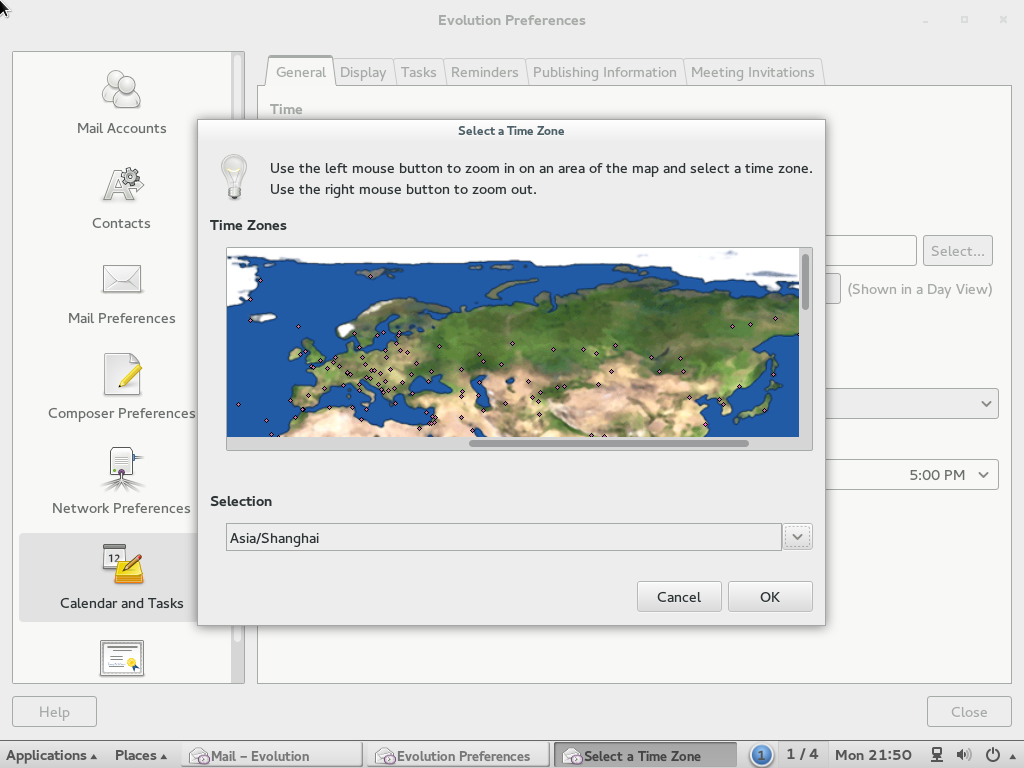 Evolution Preferences
Mail Accounts
Contacts
Mail Preferences
Composer Preferences
Network Preferences
12
Calendar and Tasks
General
Display
Tasks
Reminders
Publishing Information
Meeting Invitations
Time
Select...
(Shown in a Day View)
5:00 PM
Select a Time Zone
Use the left mouse button to zoom in on an area of the map and select a time zone.
Use the right mouse button to zoom out.
Time Zones
Selection
Asia/Shanghai
Cancel
OK
Help
Close
Applications
Places
Mail – Evolution
Evolution Preferences
Select a Time Zone
1
1 / 4
Mon 21:50